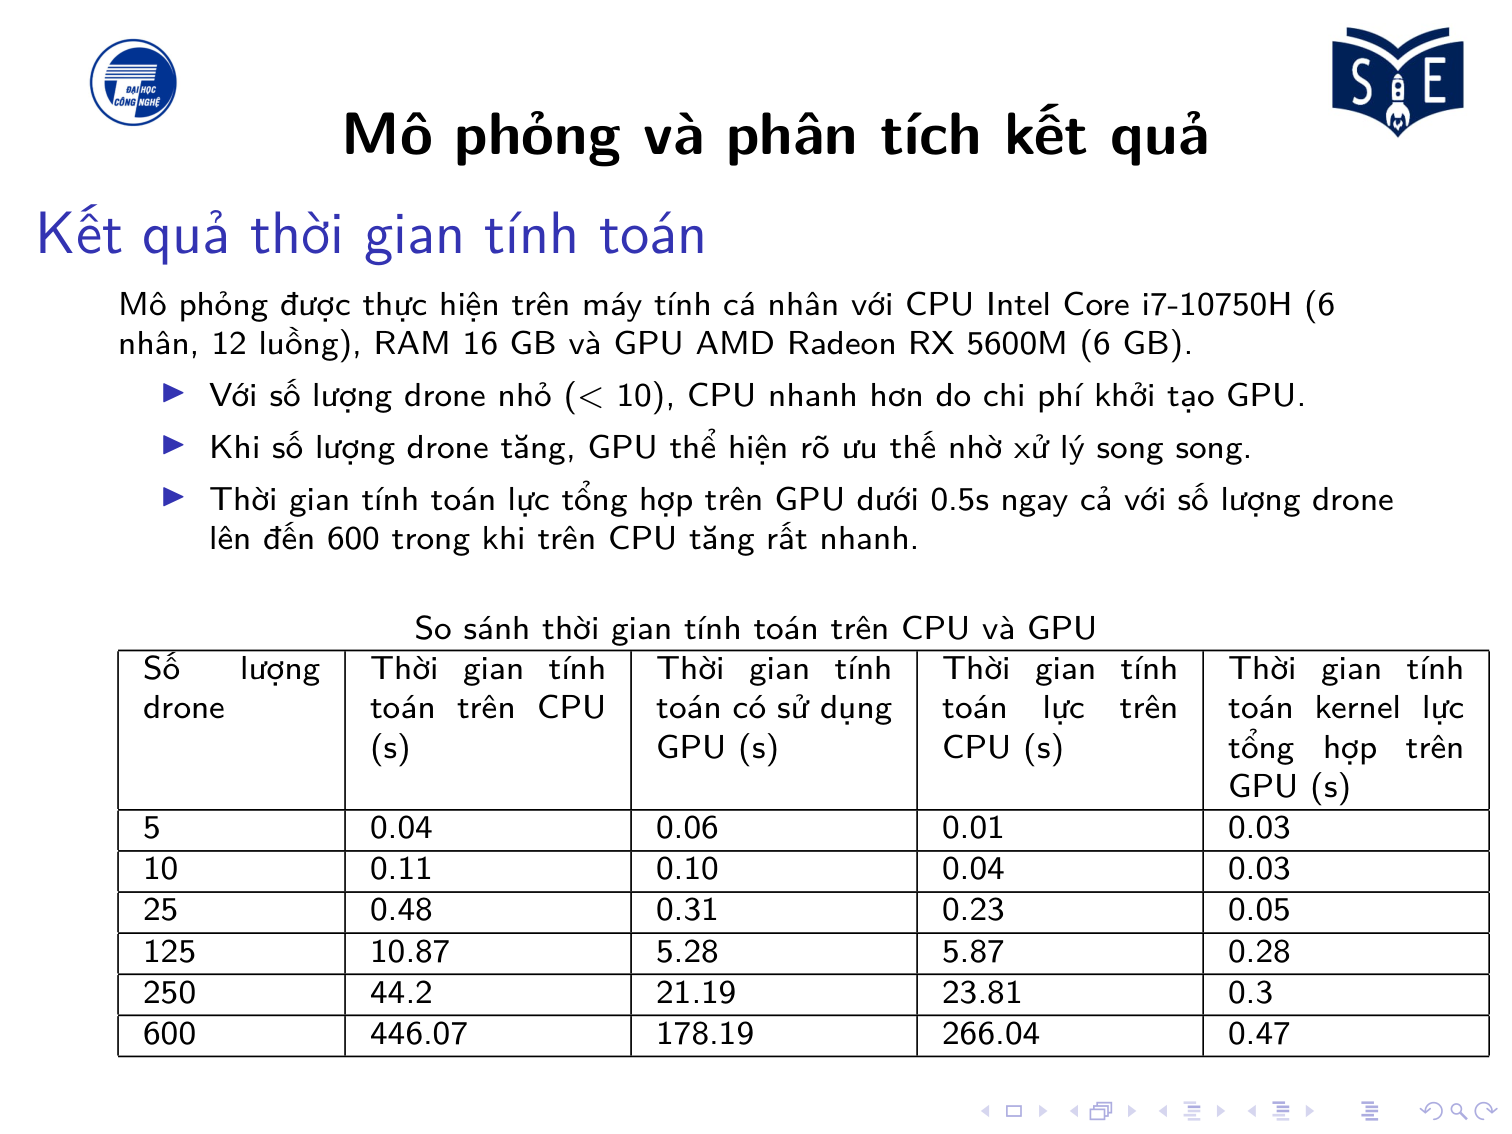 ĐẠI HỌC
CÔNG NGHỆ
S E
Mô phỏng và phân tích kết quả
Kết quả thời gian tính toán
Mô phỏng được thực hiện trên máy tính cá nhân với CPU Intel Core i7-10750H (6
nhân, 12 luồng), RAM 16 GB và GPU AMD Radeon RX 5600M (6 GB).
Với số lượng drone nhỏ (< 10), CPU nhanh hơn do chi phí khởi tạo GPU.
Khi số lượng drone tăng, GPU thể hiện rõ ưu thế nhờ xử lý song song.
Thời gian tính toán lực tổng hợp trên GPU dưới 0.5s ngay cả với số lượng drone
lên đến 600 trong khi trên CPU tăng rất nhanh.
So sánh thời gian tính toán trên CPU và GPU
Số lượng Thời gian tính Thời gian tính Thời gian tính Thời gian tính
drone toán trên CPU toán có sử dụng toán lực trên toán kernel lực
(s) GPU (s) CPU (s) tổng hợp trên
GPU (s)
5 0.04 0.06 0.01 0.03
10 0.11 0.10 0.04 0.03
25 0.48 0.31 0.23 0.05
125 10.87 5.28 5.87 0.28
250 44.2 21.19 23.81 0.3
600 446.07 178.19 266.04 0.47